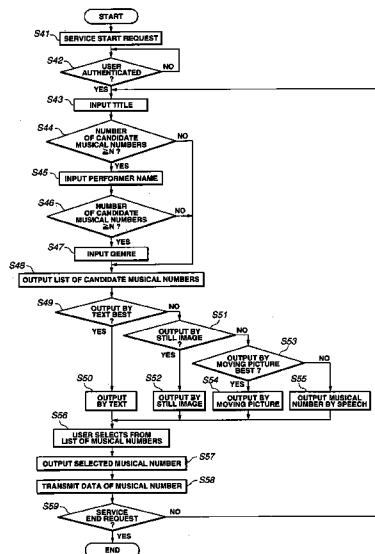 START
S41
SERVICE START REQUEST
S42
USER
AUTHENTICATED
?
NO
YES
S43
INPUT TITLE
S44
NUMBER
OF CANDIDATE
MUSICAL NUMBERS
≧N ?
NO
YES
S45
INPUT PERFORMER NAME
S46
NUMBER
OF CANDIDATE
MUSICAL NUMBERS
≧N ?
NO
YES
S47
INPUT GENRE
S48
OUTPUT LIST OF CANDIDATE MUSICAL NUMBERS
S49
OUTPUT BY
TEXT BEST
?
NO
YES
S51
OUTPUT BY
STILL IMAGE
?
NO
YES
S53
OUTPUT BY
MOVING PICTURE
BEST ?
NO
YES
S50
OUTPUT
BY TEXT
S52
OUTPUT BY
STILL IMAGE
S54
OUTPUT BY
MOVING PICTURE
S55
OUTPUT MUSICAL
NUMBER BY SPEECH
S56
USER SELECTS FROM
LIST OF MUSICAL NUMBERS
S57
OUTPUT SELECTED MUSICAL NUMBER
S58
TRANSMIT DATA OF MUSICAL NUMBER
S59
SERVICE
END REQUEST
?
NO
YES
END